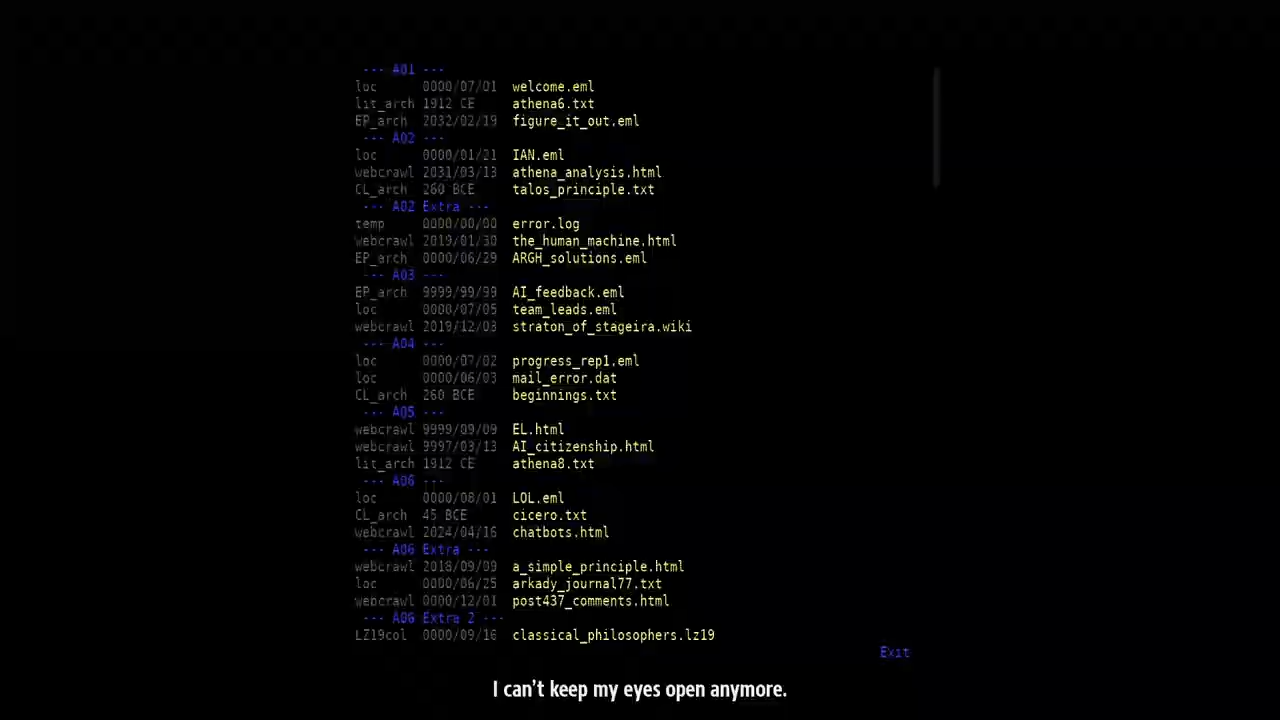 --- A01 ---
loc 0000/07/01 welcome.eml
lit_arch 1912 CE athena6.txt
EP_arch 2032/02/19 figure_it_out.eml
--- A02 ---
loc 0000/01/21 IAN.eml
webcrawl 2031/03/13 athena_analysis.html
CL_arch 260 BCE talos_principle.txt
--- A02 Extra ---
temp 0000/00/00 error.log
webcrawl 2019/01/30 the_human_machine.html
EP_arch 0000/06/29 ARGH_solutions.eml
--- A03 ---
EP_arch 9999/99/99 AI_feedback.eml
loc 0000/07/05 team_leads.eml
webcrawl 2019/12/03 straton_of_stageira.wiki
--- A04 ---
loc 0000/07/02 progress_rep1.eml
loc 0000/06/03 mail_error.dat
CL_arch 260 BCE beginnings.txt
--- A05 ---
webcrawl 9999/09/09 EL.html
webcrawl 9997/03/13 AI_citizenship.html
lit_arch 1912 CE athena8.txt
--- A06 ---
loc 0000/08/01 LOL.eml
CL_arch 45 BCE cicero.txt
webcrawl 2024/04/16 chatbots.html
--- A06 Extra ---
webcrawl 2018/09/09 a_simple_principle.html
loc 0000/06/25 arkady_journal77.txt
webcrawl 0000/12/01 post437_comments.html
--- A06 Extra 2 ---
LZ19col 0000/09/16 classical_philosophers.lz19
Exit
I can't keep my eyes open anymore.